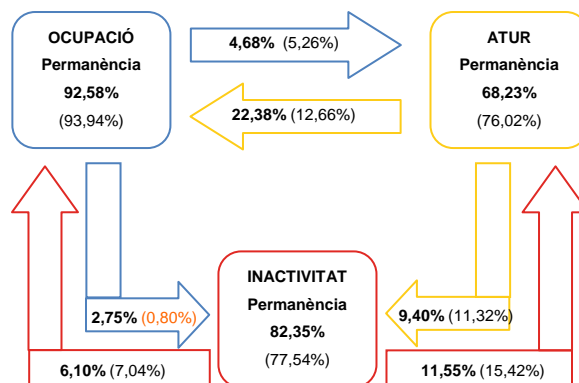 OCUPACIÓ
Permanència
92,58%
(93,94%)
4,68% (5,26%)
22,38% (12,66%)
ATUR
Permanència
68,23%
(76,02%)
INACTIVITAT
Permanència
82,35%
(77,54%)
2,75% (0,80%)
9,40% (11,32%)
6,10% (7,04%)
11,55% (15,42%)